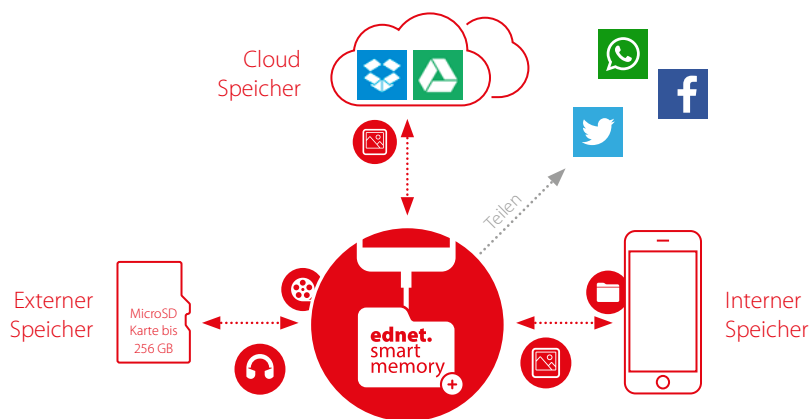 Cloud
Speicher
Teilen
Externer
Speicher
MicroSD
Karte bis
256 GB
ednet.
smart
memory
Interner
Speicher